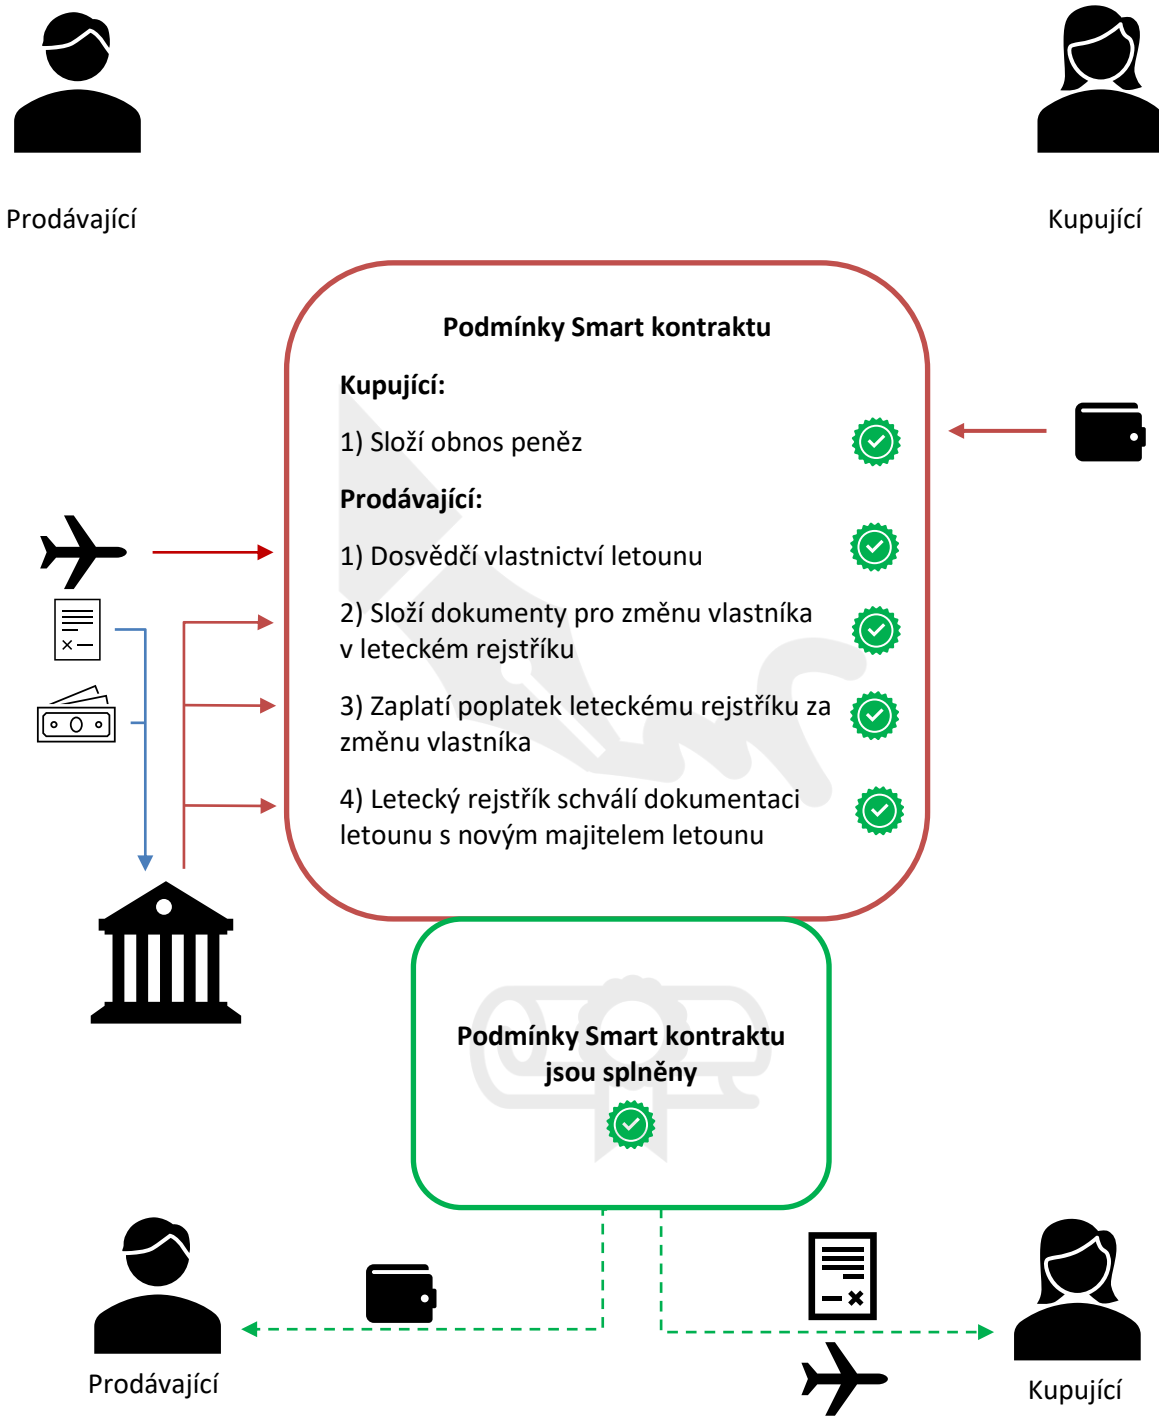 Prodávající
Kupující
Podmínky Smart kontraktu
Kupující:
1) Složí obnos peněz
Prodávající:
1) Dosvědčí vlastnictví letounu
2) Složí dokumenty pro změnu vlastníka
v leteckém rejstříku
3) Zaplatí poplatek leteckému rejstříku za
změnu vlastníka
4) Letecký rejstřík schválí dokumentaci
letounu s novým majitelem letounu
Podmínky Smart kontraktu
jsou splněny
Prodávající
Kupující